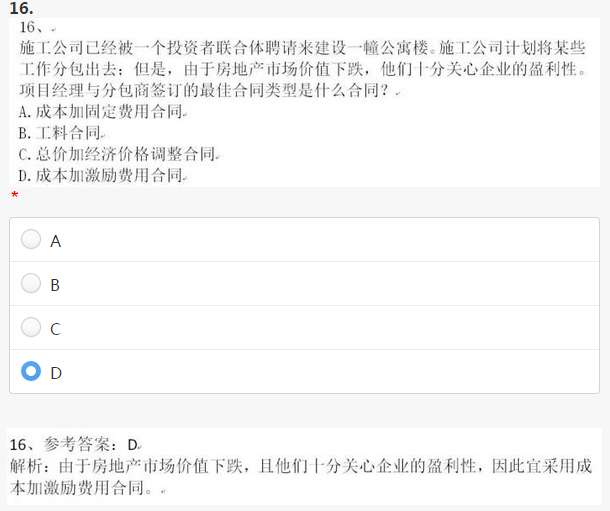 16.
16、
施工公司已经被一个投资者联合体聘请来建设一幢公寓楼。施工公司计划将某些
工作分包出去；但是，由于房地产市场价值下跌，他们十分关心企业的盈利性。
项目经理与分包商签订的最佳合同类型是什么合同？
A. 成本加固定费用合同
B. 工料合同
C. 总价加经济价格调整合同
D. 成本加激励费用合同
*
A
B
C
D
16、参考答案：D
解析：由于房地产市场价值下跌，且他们十分关心企业的盈利性，因此宜采用成
本加激励费用合同。